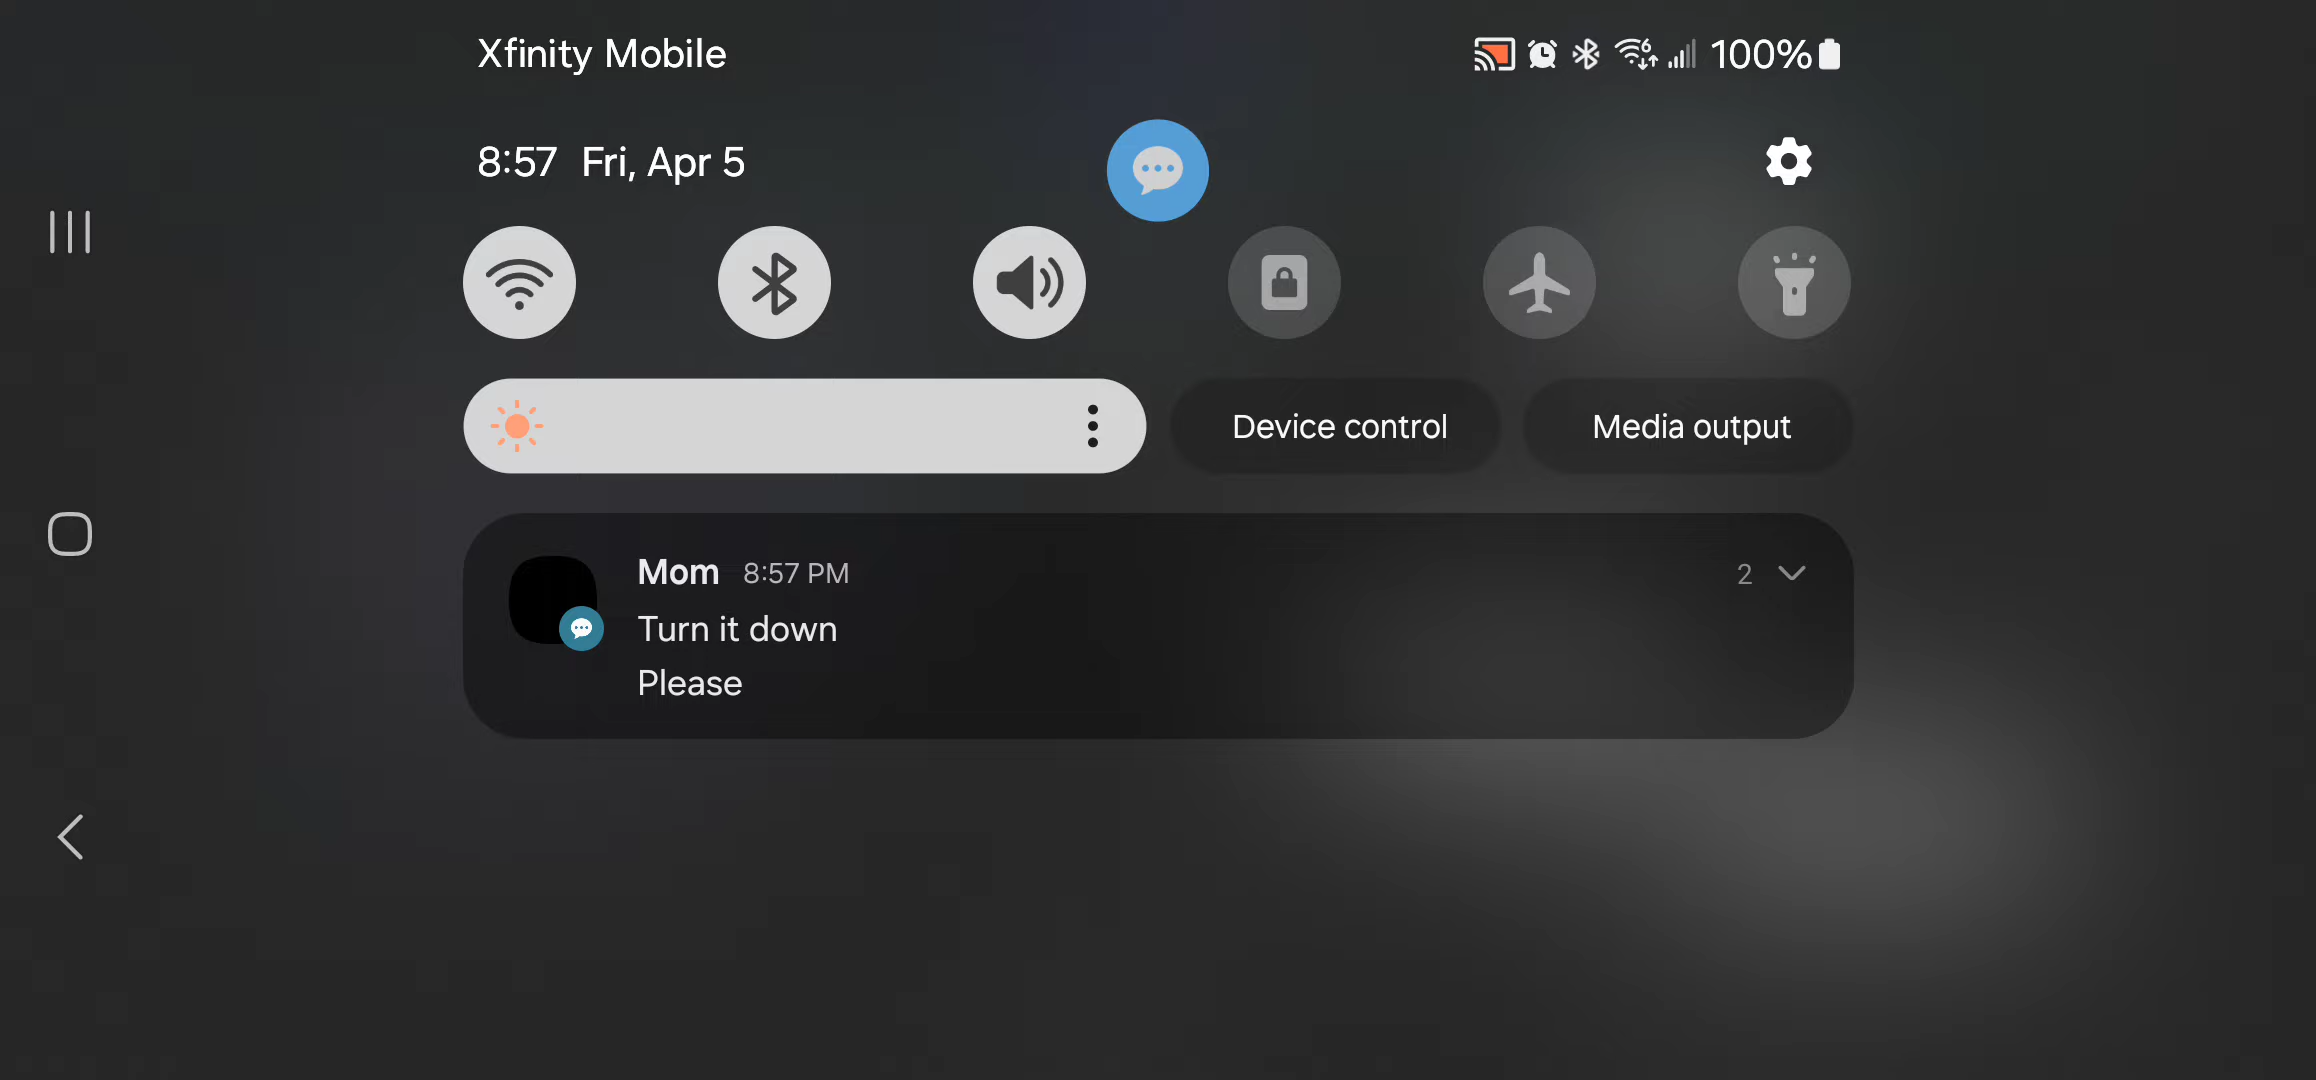 Xfinity Mobile
6
100%
8:57 Fri, Apr 5
Device control
Media output
Mom 8:57 PM
2
Turn it down
Please